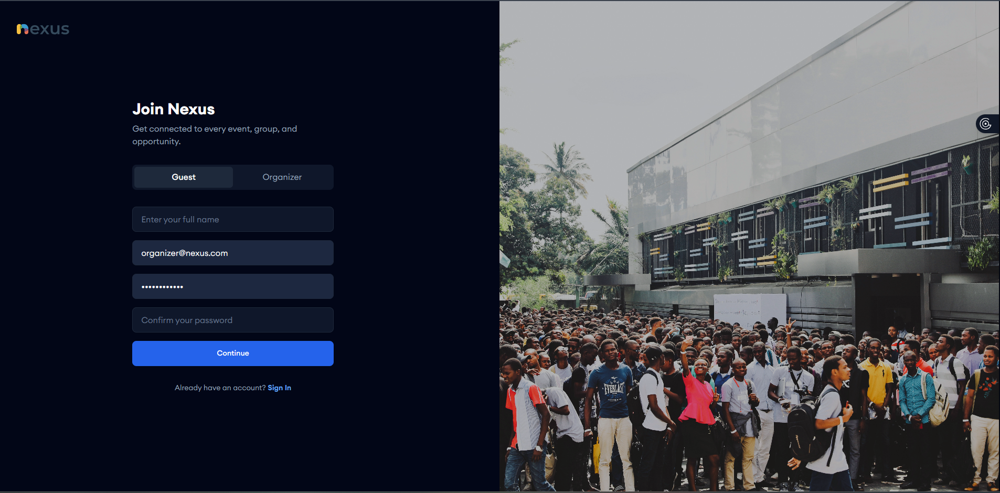 nexus
Join Nexus
Get connected to every event, group, and
opportunity.
Guest
Organizer
Enter your full name
organizer@nexus.com
••••••••••••
Confirm your password
Continue
Already have an account? Sign In
EVERLAST